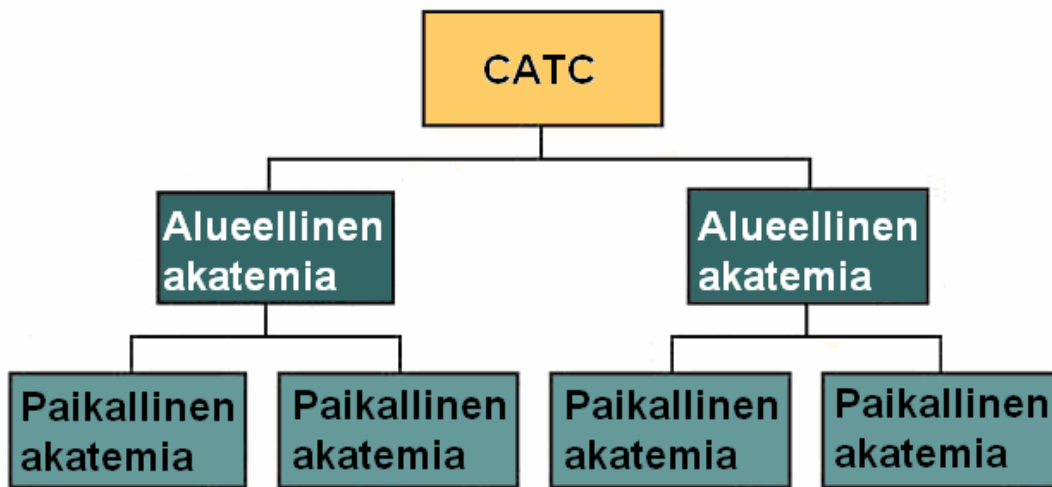 CATC
Alueellinen
akatemia
Alueellinen
akatemia
Paikallinen
akatemia
Paikallinen
akatemia
Paikallinen
akatemia
Paikallinen
akatemia